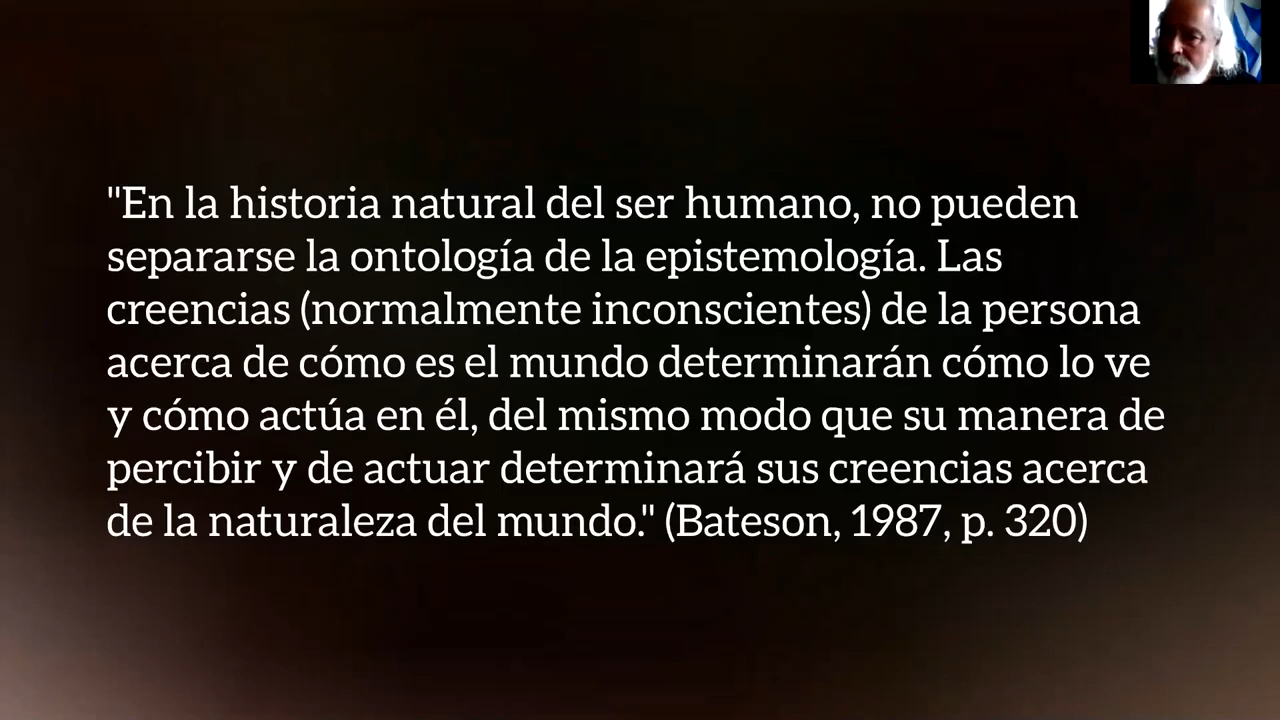 "En la historia natural del ser humano, no pueden
separarse la ontología de la epistemología. Las
creencias (normalmente inconscientes) de la persona
acerca de cómo es el mundo determinarán cómo lo ve
y cómo actúa en él, del mismo modo que su manera de
percibir y de actuar determinará sus creencias acerca
de la naturaleza del mundo." (Bateson, 1987, p. 320)